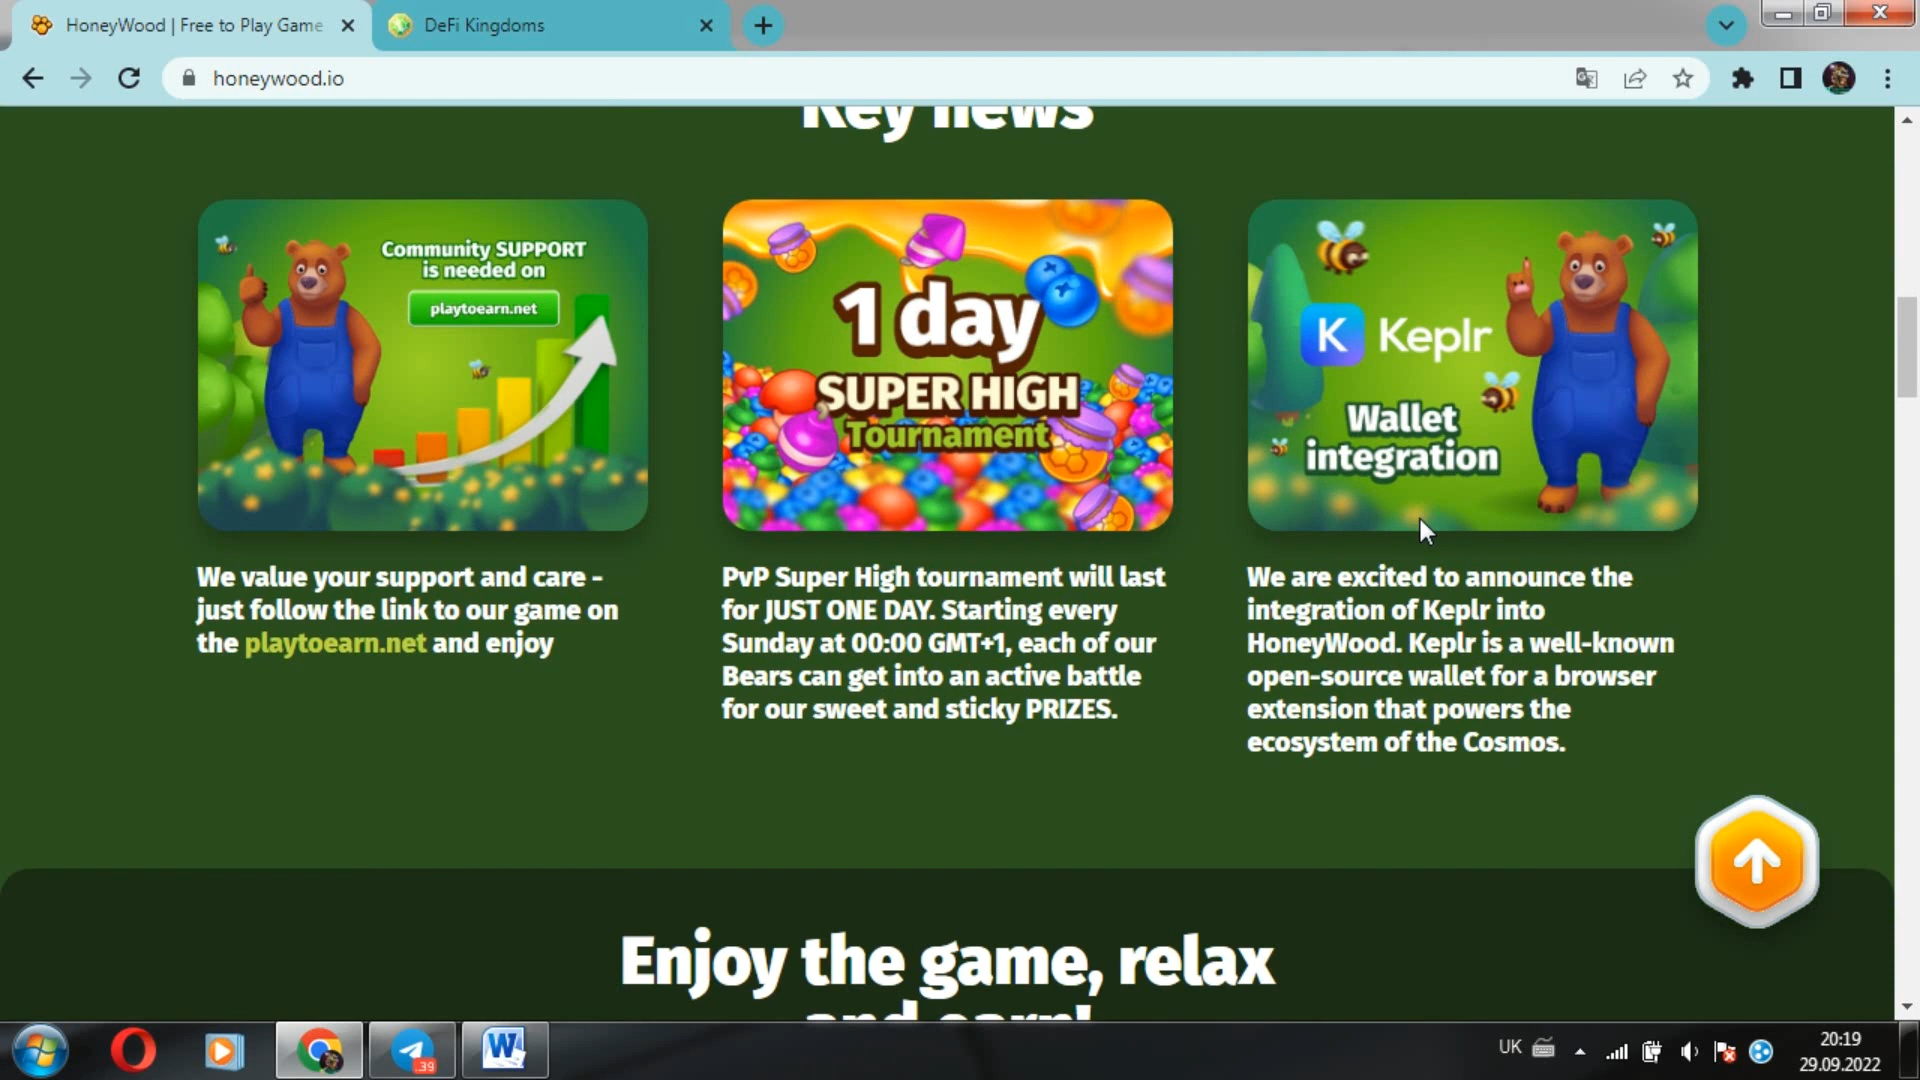 HoneyWood | Free to Play Game
DeFi Kingdoms
honeywood.io
Key news
Community SUPPORT
is needed on
playtoearn.net
1 day
SUPER HIGH
Tournament
K Keplr
Wallet
integration
We value your support and care -
just follow the link to our game on
the playtoearn.net and enjoy
PvP Super High tournament will last
for JUST ONE DAY. Starting every
Sunday at 00:00 GMT+1, each of our
Bears can get into an active battle
for our sweet and sticky PRIZES.
We are excited to announce the
integration of Keplr into
HoneyWood. Keplr is a well-known
open-source wallet for a browser
extension that powers the
ecosystem of the Cosmos.
Enjoy the game, relax
and earn!
39
W
UK
20:19
29.09.2022